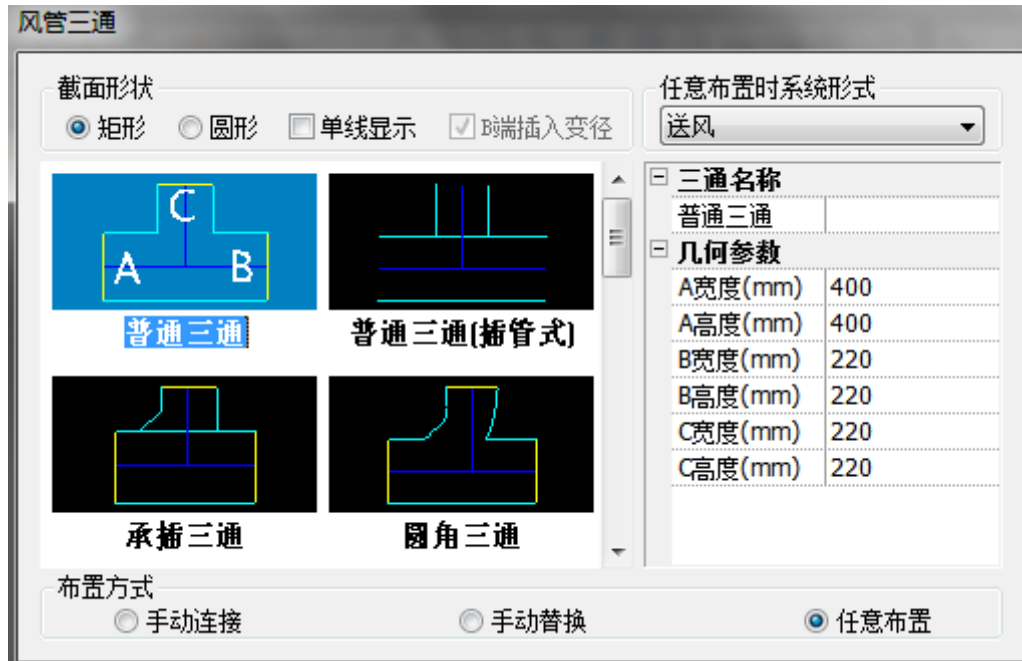 风管三通
截面形状
矩形 圆形 单线显示 B端插入变径
任意布置时系统形式
送风
C
A B
普通三通
普通三通(插管式)
承插三通
圆角三通
三通名称
普通三通
几何参数
A宽度(mm) 400
A高度(mm) 400
B宽度(mm) 220
B高度(mm) 220
C宽度(mm) 220
C高度(mm) 220
布置方式
手动连接 手动替换 任意布置